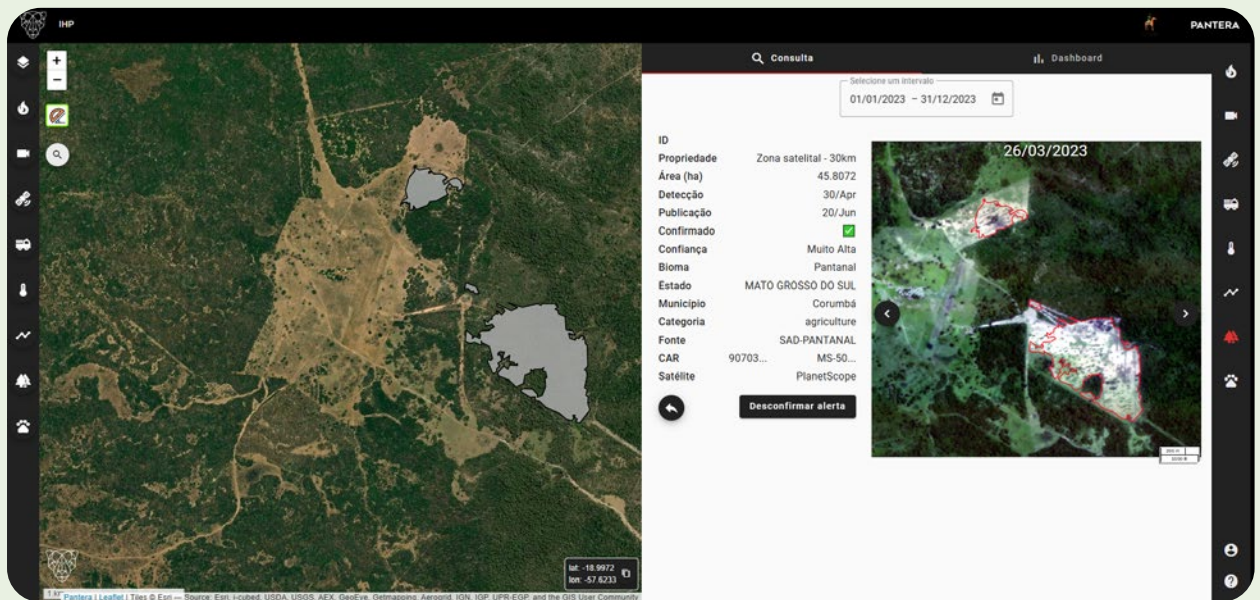 IHP
PANTERA
+
−
Consulta
Dashboard
Selecione um intervalo
01/01/2023 – 31/12/2023
ID
Propriedade Zona satelital - 30km
Área (ha) 45.8072
Detecção 30/Apr
Publicação 20/Jun
Confirmado
Confiança Muito Alta
Bioma Pantanal
Estado MATO GROSSO DO SUL
Município Corumbá
Categoria agriculture
Fonte SAD-PANTANAL
CAR 90703... MS-50...
Satélite PlanetScope
Desconfirmar alerta
26/03/2023
lat: -18.9972
lon: -57.6233
Pantera | Leaflet | Tiles © Esri — Source: Esri, i-cubed, USDA, USGS, AEX, GeoEye, Getmapping, Aerogrid, IGN, IGP, UPR-EGP, and the GIS User Community